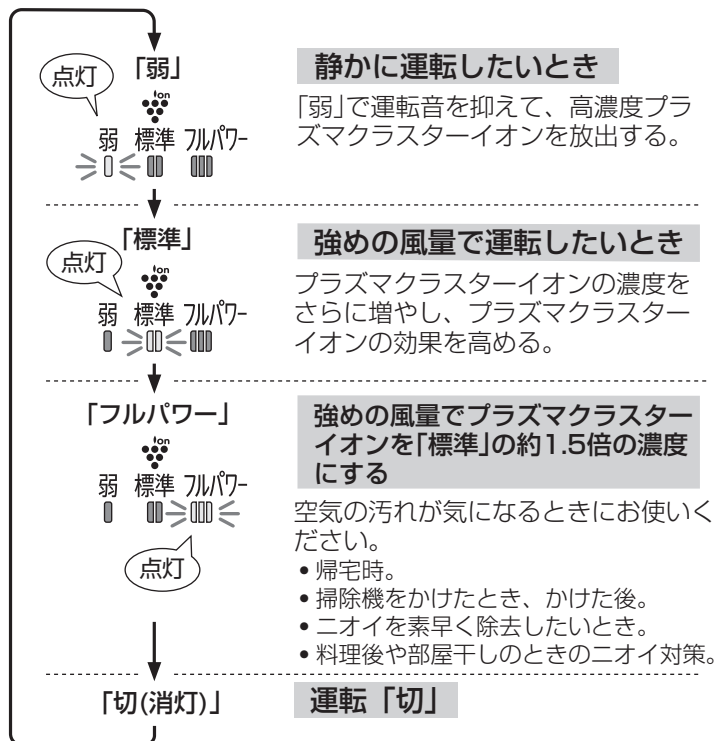 点灯
「弱」
ion
弱 標準 フルパワー
静かに運転したいとき
「弱」で運転音を抑えて、高濃度プラ
ズマクラスターイオンを放出する。
「標準」
点灯
ion
弱 標準 フルパワー
強めの風量で運転したいとき
プラズマクラスターイオンの濃度を
さらに増やし、プラズマクラスター
イオンの効果を高める。
「フルパワー」
ion
弱 標準 フルパワー
点灯
強めの風量でプラズマクラスター
イオンを「標準」の約1.5倍の濃度
にする
空気の汚れが気になるときにお使いく
ださい。
•帰宅時。
•掃除機をかけたとき、かけた後。
•ニオイを素早く除去したいとき。
•料理後や部屋干しのときのニオイ対策。
「切(消灯)」
運転「切」